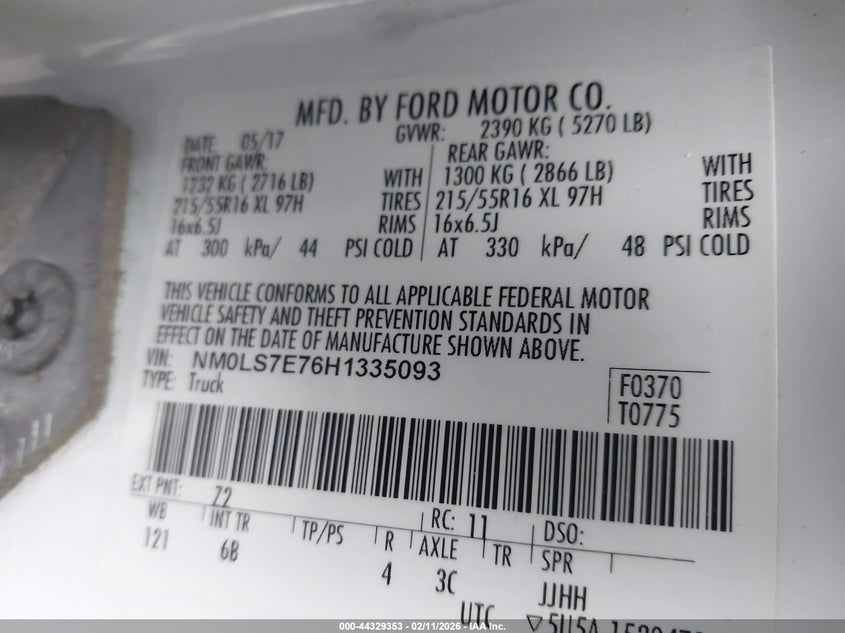 MFD. BY FORD MOTOR CO.
DATE: 05/17 GVWR: 2390 KG ( 5270 LB)
FRONT GAWR: REAR GAWR:
1232 KG ( 2716 LB) WITH 1300 KG ( 2866 LB) WITH
215/55R16 XL 97H TIRES 215/55R16 XL 97H TIRES
16x6.5J RIMS 16x6.5J RIMS
AT 300 kPa/ 44 PSI COLD AT 330 kPa/ 48 PSI COLD
THIS VEHICLE CONFORMS TO ALL APPLICABLE FEDERAL MOTOR
VEHICLE SAFETY AND THEFT PREVENTION STANDARDS IN
EFFECT ON THE DATE OF MANUFACTURE SHOWN ABOVE.
VIN: NM0LS7E76H1335093
TYPE: Truck
F0370
T0775
EXT PNT: Z2 RC: 11 DSO:
WB INT TR TP/PS R AXLE TR SPR
121 6B 4 3C JJHH
UTC
000-44329353 - 02/11/2026 - IAA Inc.